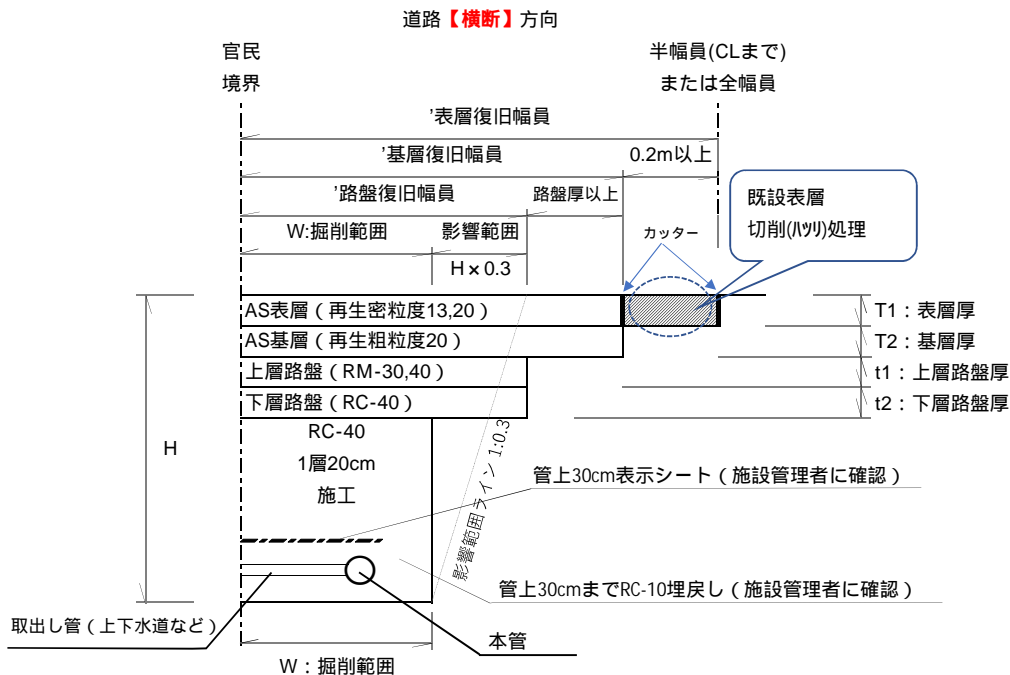 道路【横断】方向
官民
境界
半幅員(CLまで)
または全幅員
'表層復旧幅員
'基層復旧幅員
0.2m以上
'路盤復旧幅員
路盤厚以上
W:掘削範囲
影響範囲
H×0.3
カッター
既設表層
切削(ﾊﾂﾘ)処理
AS表層(再生密粒度13,20)
AS基層(再生粗粒度20)
上層路盤(RM-30,40)
下層路盤(RC-40)
T1:表層厚
T2:基層厚
t1:上層路盤厚
t2:下層路盤厚
RC-40
1層20cm
施工
H
影響範囲ライン 1:0.3
管上30cm表示シート(施設管理者に確認)
管上30cmまでRC-10埋戻し(施設管理者に確認)
取出し管(上下水道など)
本管
W:掘削範囲